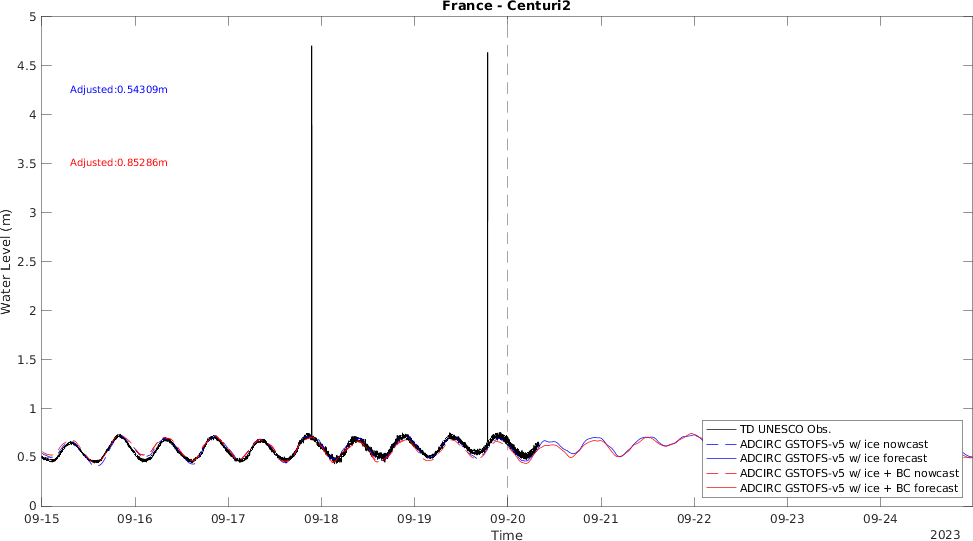 France - Centuri2
5
4.5
4
3.5
3
2.5
2
1.5
1
0.5
0
Water Level (m)
Adjusted:0.54309m
Adjusted:0.85286m
TD UNESCO Obs.
ADCIRC GSTOFS-v5 w/ ice nowcast
ADCIRC GSTOFS-v5 w/ ice forecast
ADCIRC GSTOFS-v5 w/ ice + BC nowcast
ADCIRC GSTOFS-v5 w/ ice + BC forecast
09-15 09-16 09-17 09-18 09-19 09-20 09-21 09-22 09-23 09-24
Time
2023